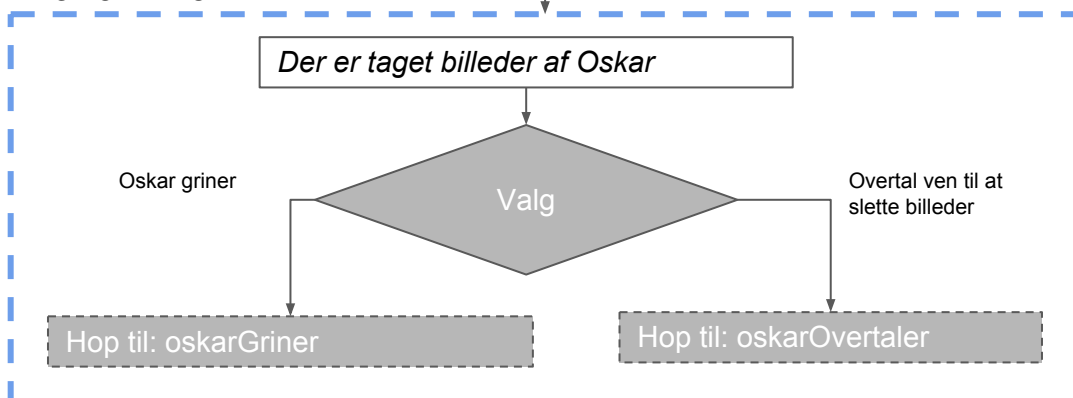 Der er taget billeder af Oskar
Oskar griner
Valg
Overtal ven til at
slette billeder
Hop til: oskarGriner
Hop til: oskarOvertaler